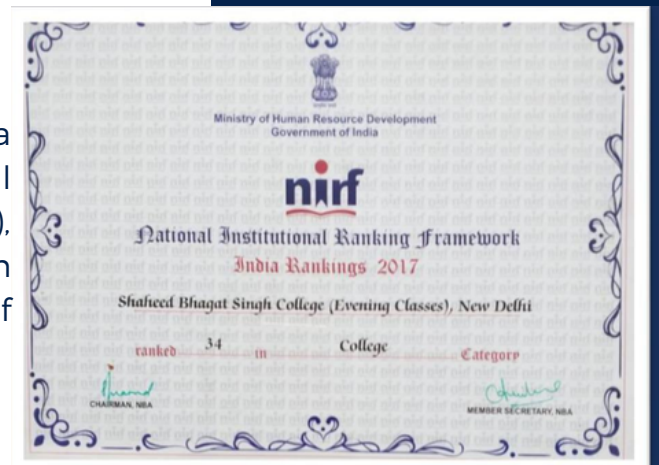 a
l
),
n
f
Ministry of Human Resource Development
Government of India
nirf
National Institutional Ranking Framework
India Rankings 2017
Shaheed Bhagat Singh College (Evening Classes), New Delhi
ranked 34 in College Category
CHAIRMAN, NBA
MEMBER SECRETARY, NBA